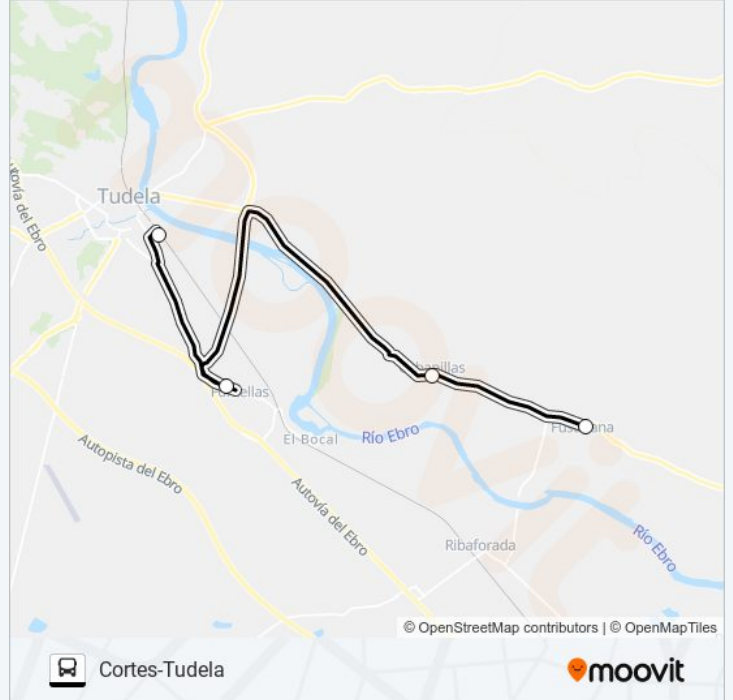 Tudela
Autovía del Ebro
El Bocal
Río Ebro
Autopista del Ebro
Autovía del Ebro
Ribaforada
Río Ebro
© OpenStreetMap contributors | © OpenMapTiles
Cortes-Tudela
moovit